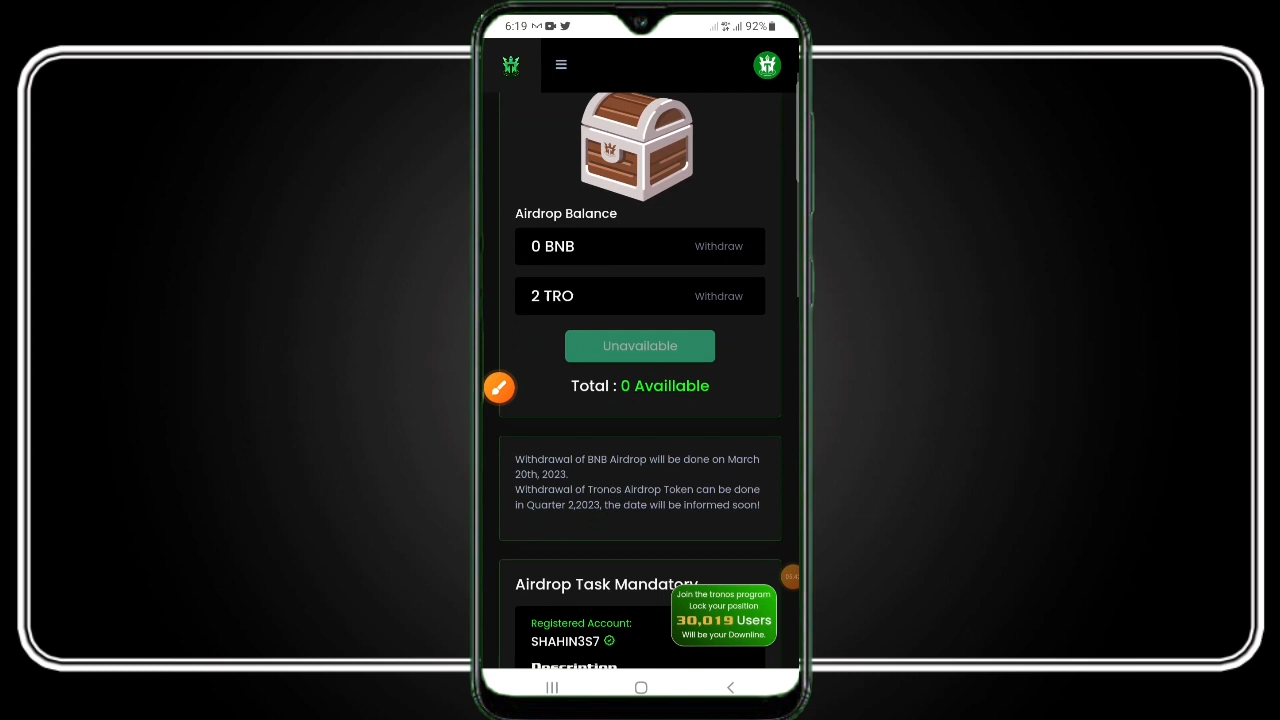 6:19
92%
Airdrop Balance
0 BNB Withdraw
2 TRO Withdraw
Unavailable
Total : 0 Availlable
Withdrawal of BNB Airdrop will be done on March
20th, 2023.
Withdrawal of Tronos Airdrop Token can be done
in Quarter 2,2023, the date will be informed soon!
Airdrop Task Mandatory
Registered Account:
SHAHIN3S7
Description
Join the tronos program
Lock your position
30,019 Users
Will be your Downline.